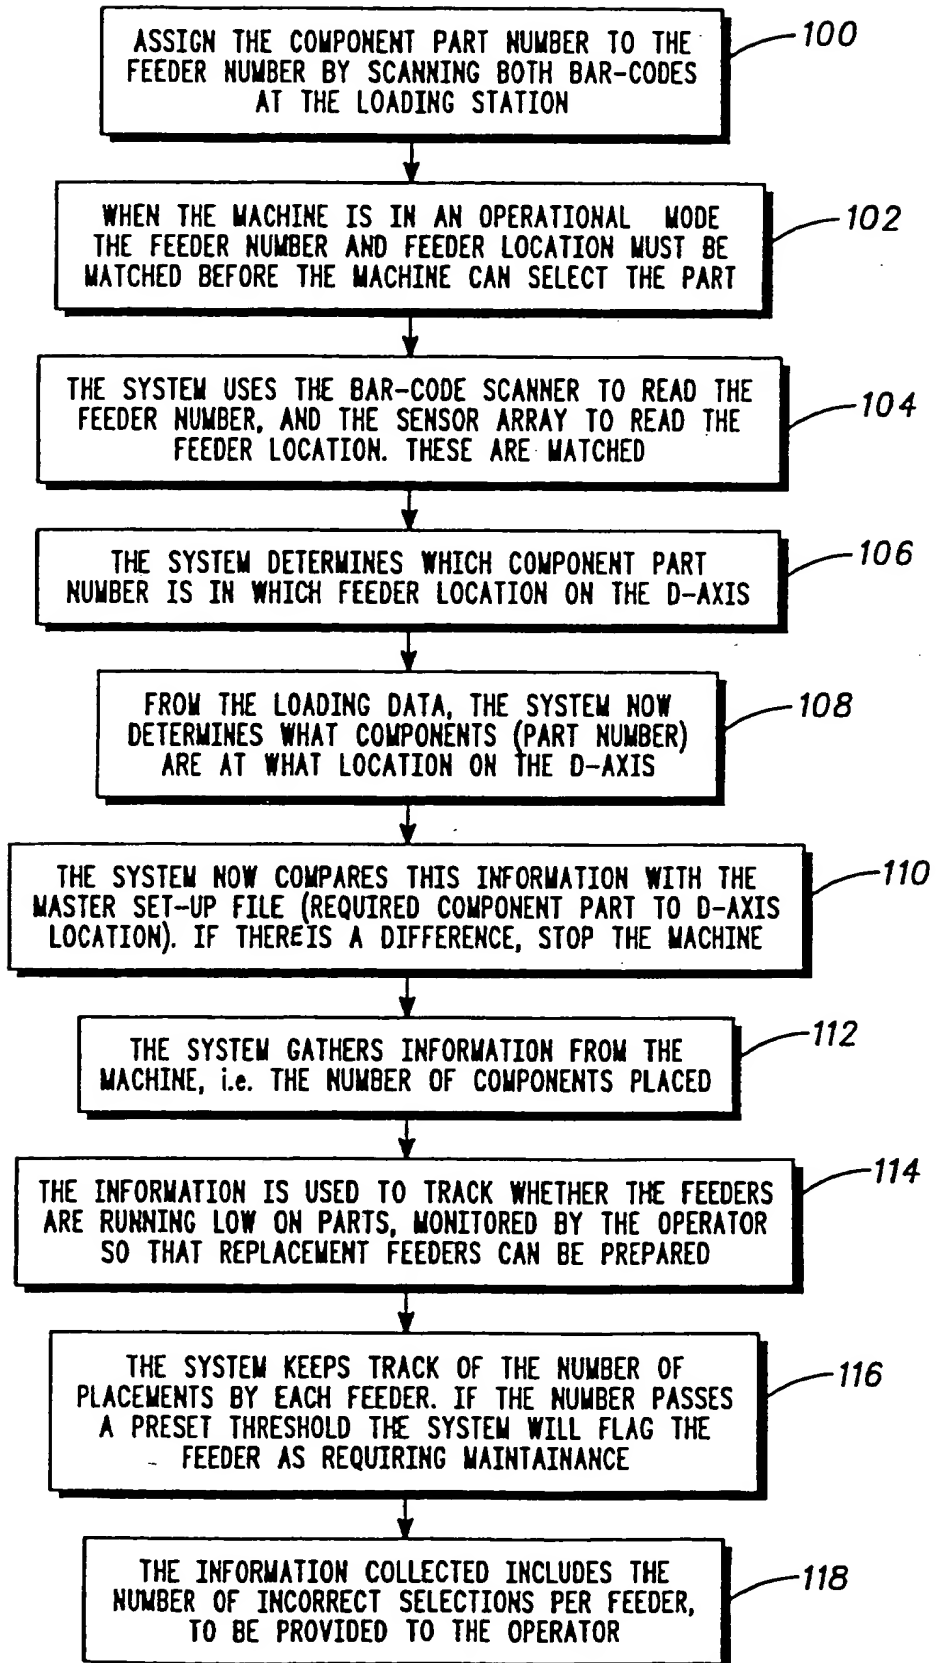 ASSIGN THE COMPONENT PART NUMBER TO THE
FEEDER NUMBER BY SCANNING BOTH BAR-CODES
AT THE LOADING STATION
100
WHEN THE MACHINE IS IN AN OPERATIONAL MODE
THE FEEDER NUMBER AND FEEDER LOCATION MUST BE
MATCHED BEFORE THE MACHINE CAN SELECT THE PART
102
THE SYSTEM USES THE BAR-CODE SCANNER TO READ THE
FEEDER NUMBER, AND THE SENSOR ARRAY TO READ THE
FEEDER LOCATION. THESE ARE MATCHED
104
THE SYSTEM DETERMINES WHICH COMPONENT PART
NUMBER IS IN WHICH FEEDER LOCATION ON THE D-AXIS
106
FROM THE LOADING DATA, THE SYSTEM NOW
DETERMINES WHAT COMPONENTS (PART NUMBER)
ARE AT WHAT LOCATION ON THE D-AXIS
108
THE SYSTEM NOW COMPARES THIS INFORMATION WITH THE
MASTER SET-UP FILE (REQUIRED COMPONENT PART TO D-AXIS
LOCATION). IF THERE IS A DIFFERENCE, STOP THE MACHINE
110
THE SYSTEM GATHERS INFORMATION FROM THE
MACHINE, i.e. THE NUMBER OF COMPONENTS PLACED
112
THE INFORMATION IS USED TO TRACK WHETHER THE FEEDERS
ARE RUNNING LOW ON PARTS, MONITORED BY THE OPERATOR
SO THAT REPLACEMENT FEEDERS CAN BE PREPARED
114
THE SYSTEM KEEPS TRACK OF THE NUMBER OF
PLACEMENTS BY EACH FEEDER. IF THE NUMBER PASSES
A PRESET THRESHOLD THE SYSTEM WILL FLAG THE
FEEDER AS REQUIRING MAINTAINANCE
116
THE INFORMATION COLLECTED INCLUDES THE
NUMBER OF INCORRECT SELECTIONS PER FEEDER,
TO BE PROVIDED TO THE OPERATOR
118